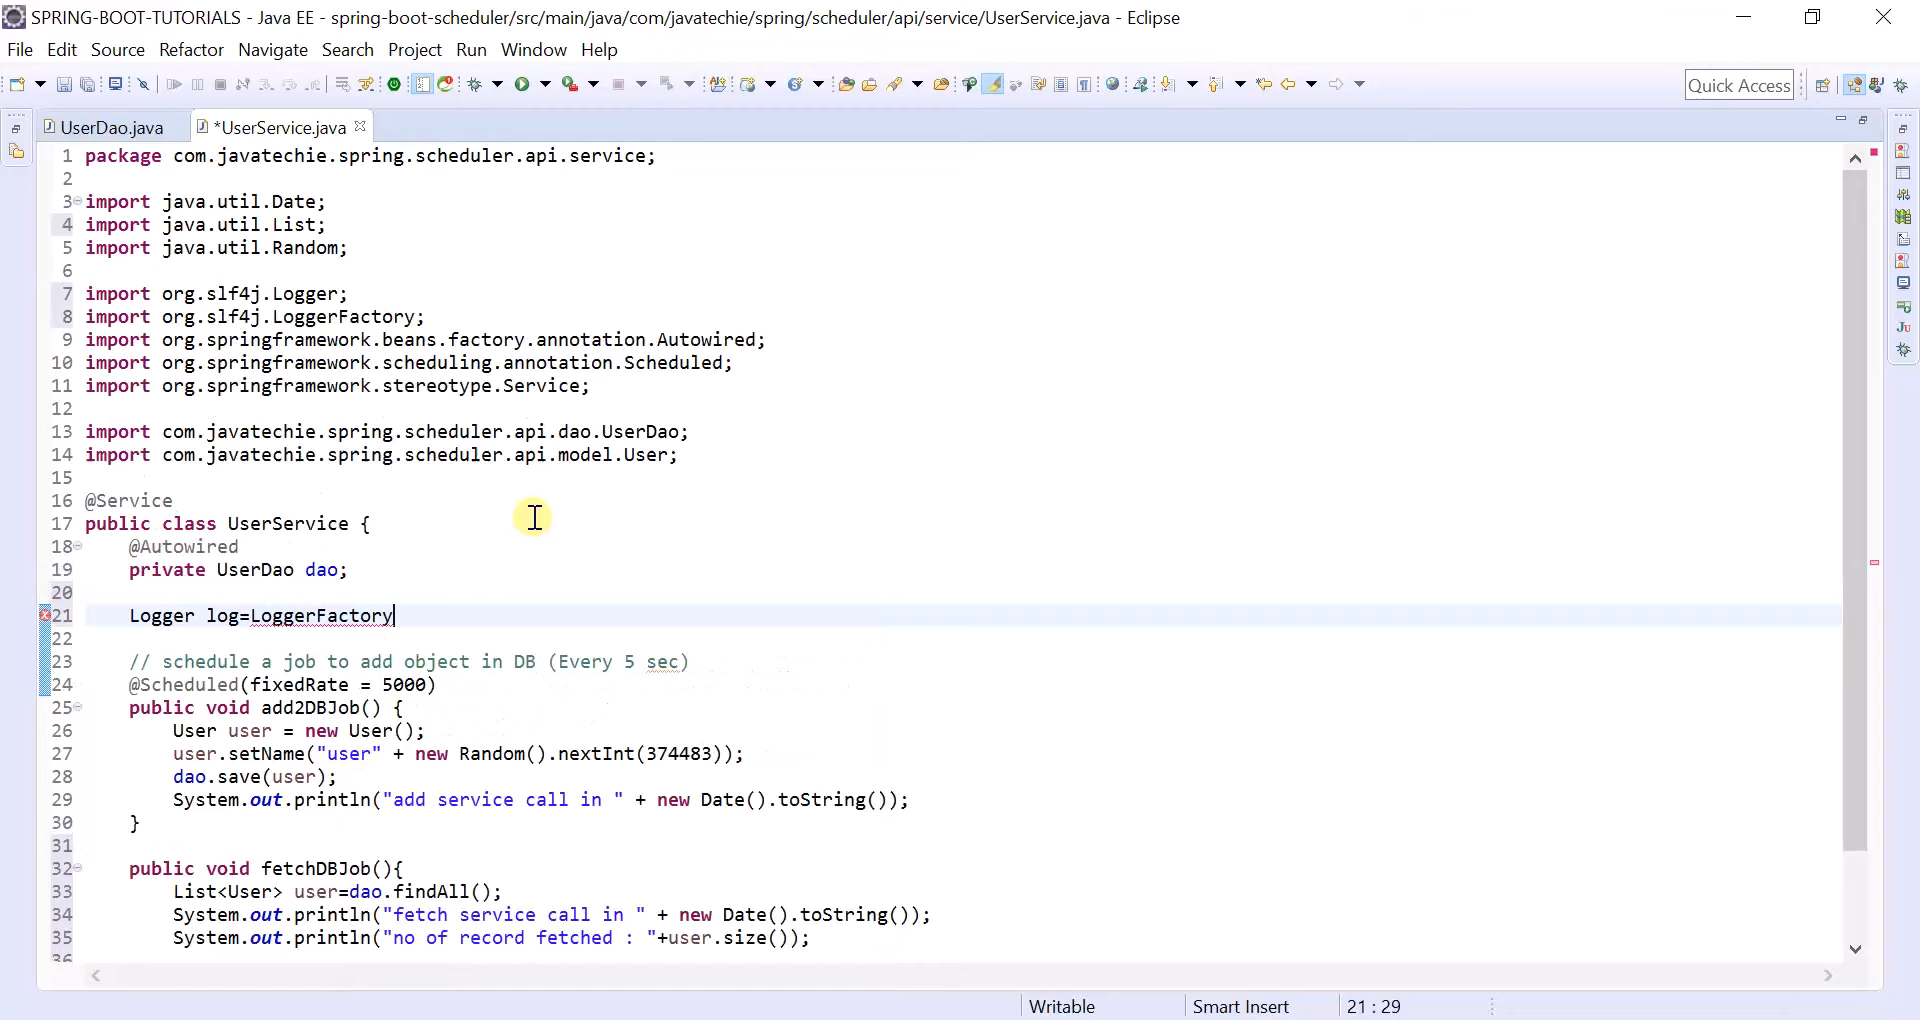 SPRING-BOOT-TUTORIALS - Java EE - spring-boot-scheduler/src/main/java/com/javatechie/spring/scheduler/api/service/UserService.java - Eclipse
File Edit Source Refactor Navigate Search Project Run Window Help
Quick Access
UserDao.java *UserService.java
1 package com.javatechie.spring.scheduler.api.service;
2
3 import java.util.Date;
4 import java.util.List;
5 import java.util.Random;
6
7 import org.slf4j.Logger;
8 import org.slf4j.LoggerFactory;
9 import org.springframework.beans.factory.annotation.Autowired;
10 import org.springframework.scheduling.annotation.Scheduled;
11 import org.springframework.stereotype.Service;
12
13 import com.javatechie.spring.scheduler.api.dao.UserDao;
14 import com.javatechie.spring.scheduler.api.model.User;
15
16 @Service
17 public class UserService {
18 @Autowired
19 private UserDao dao;
20
21 Logger log=LoggerFactory
22
23 // schedule a job to add object in DB (Every 5 sec)
24 @Scheduled(fixedRate = 5000)
25 public void add2DBJob() {
26 User user = new User();
27 user.setName("user" + new Random().nextInt(374483));
28 dao.save(user);
29 System.out.println("add service call in " + new Date().toString());
30 }
31
32 public void fetchDBJob(){
33 List<User> user=dao.findAll();
34 System.out.println("fetch service call in " + new Date().toString());
35 System.out.println("no of record fetched : "+user.size());
36
Writable Smart Insert 21 : 29